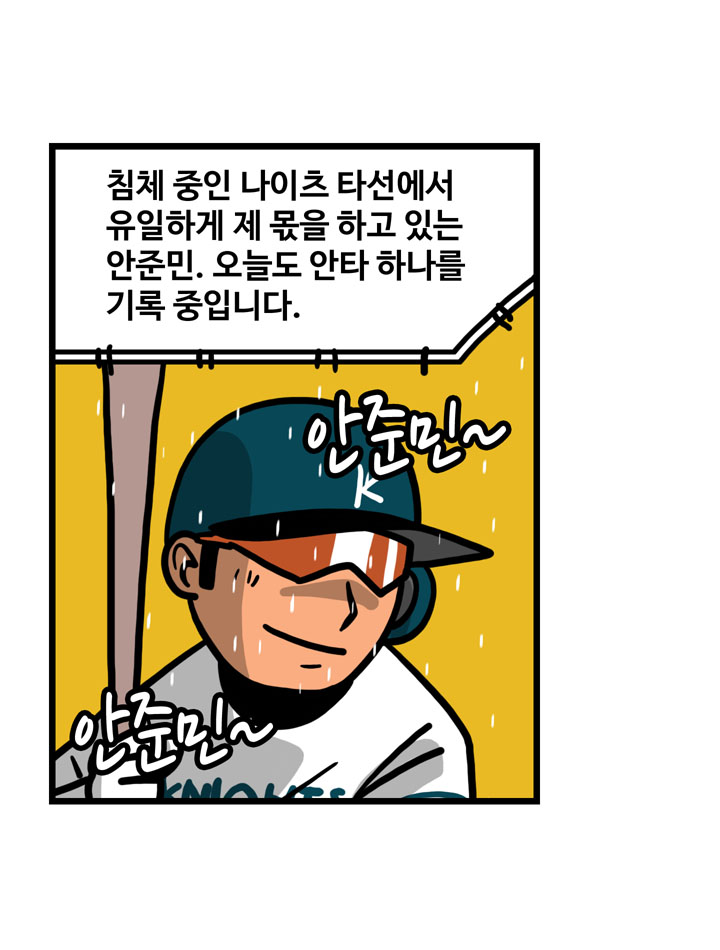 침체 중인 나이츠 타선에서
유일하게 제 몫을 하고 있는
안준민. 오늘도 안타 하나를
기록 중입니다.
안준민~
K
안준민~
KNIGHTS